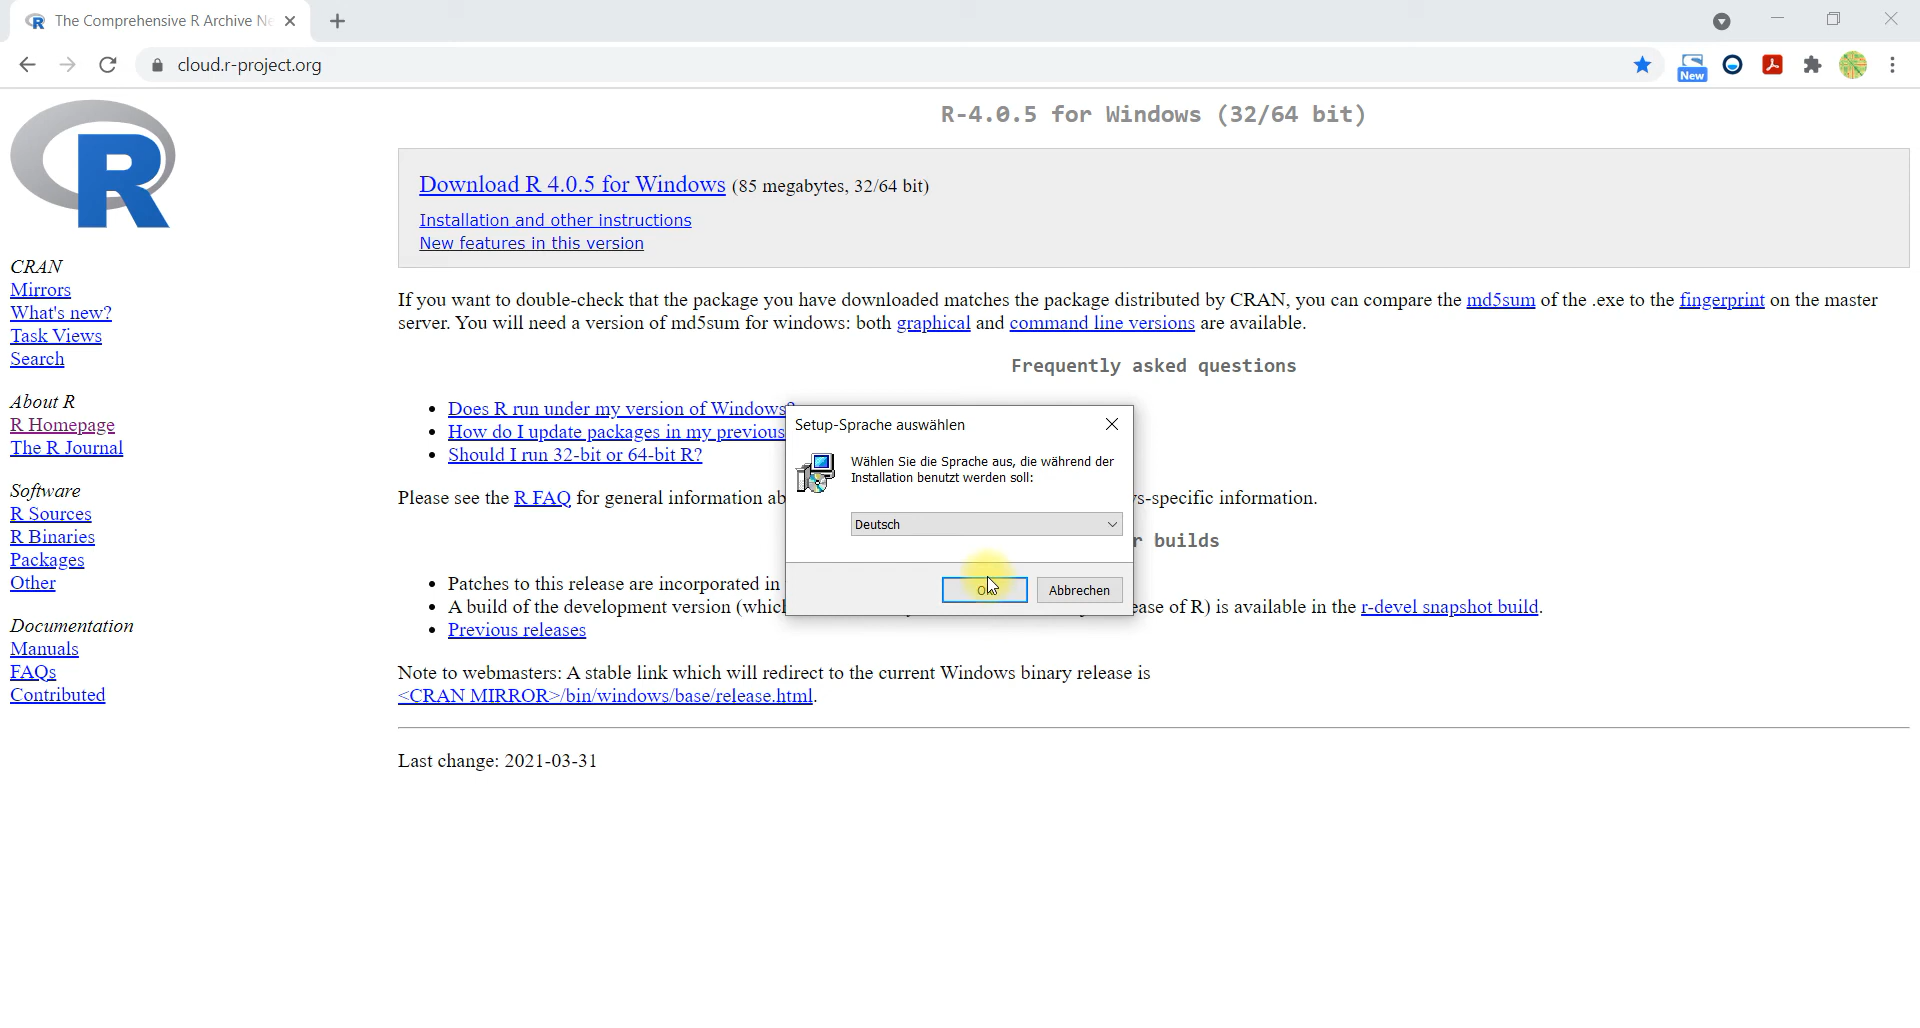 The Comprehensive R Archive Ne
cloud.r-project.org
New
R
CRAN
Mirrors
What's new?
Task Views
Search
About R
R Homepage
The R Journal
Software
R Sources
R Binaries
Packages
Other
Documentation
Manuals
FAQs
Contributed
R-4.0.5 for Windows (32/64 bit)
Download R 4.0.5 for Windows (85 megabytes, 32/64 bit)
Installation and other instructions
New features in this version
If you want to double-check that the package you have downloaded matches the package distributed by CRAN, you can compare the md5sum of the .exe to the fingerprint on the master
server. You will need a version of md5sum for windows: both graphical and command line versions are available.
Frequently asked questions
Does R run under my version of Windows?
How do I update packages in my previous
Should I run 32-bit or 64-bit R?
Please see the R FAQ for general information s-specific information.
r builds
Patches to this release are incorporated in
A build of the development version ease of R) is available in the r-devel snapshot build.
Previous releases
Note to webmasters: A stable link which will redirect to the current Windows binary release is
<CRAN MIRROR>/bin/windows/base/release.html.
Last change: 2021-03-31
Setup-Sprache auswählen
Wählen Sie die Sprache aus, die während der
Installation benutzt werden soll:
Deutsch
OK
Abbrechen